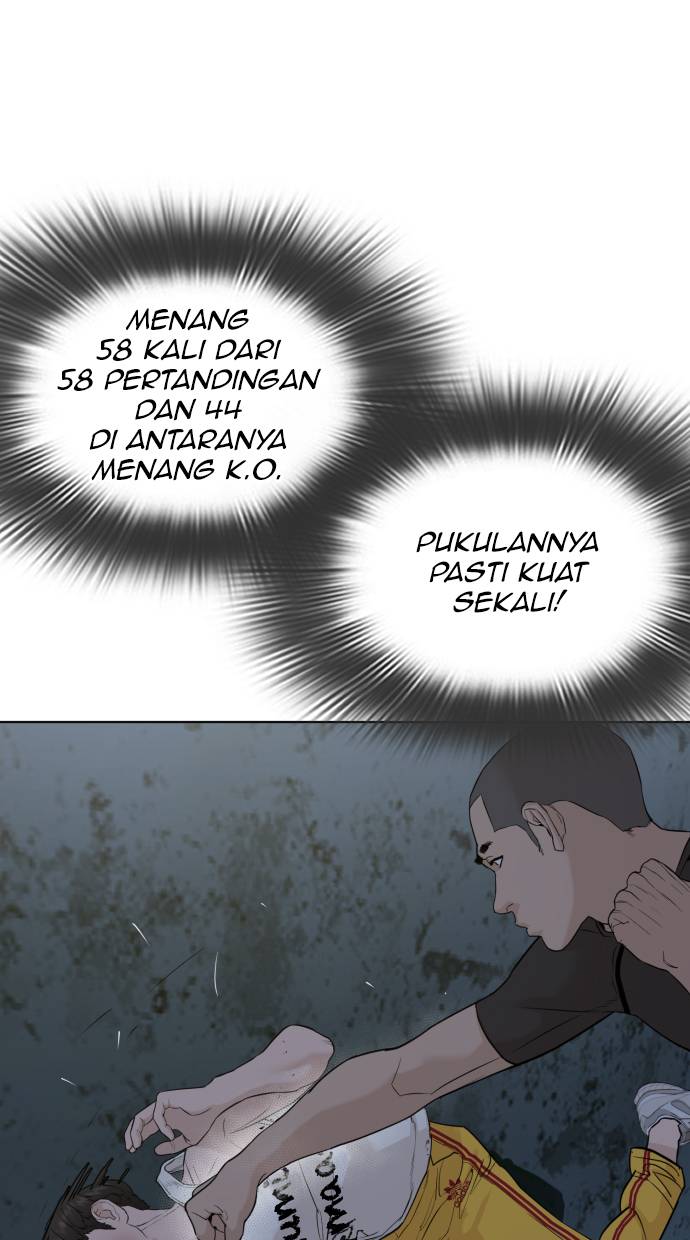 MENANG
58 KALI DARI
58 PERTANDINGAN
DAN 44
DI ANTARANYA
MENANG K.O.
PUKULANNYA
PASTI KUAT
SEKALI!